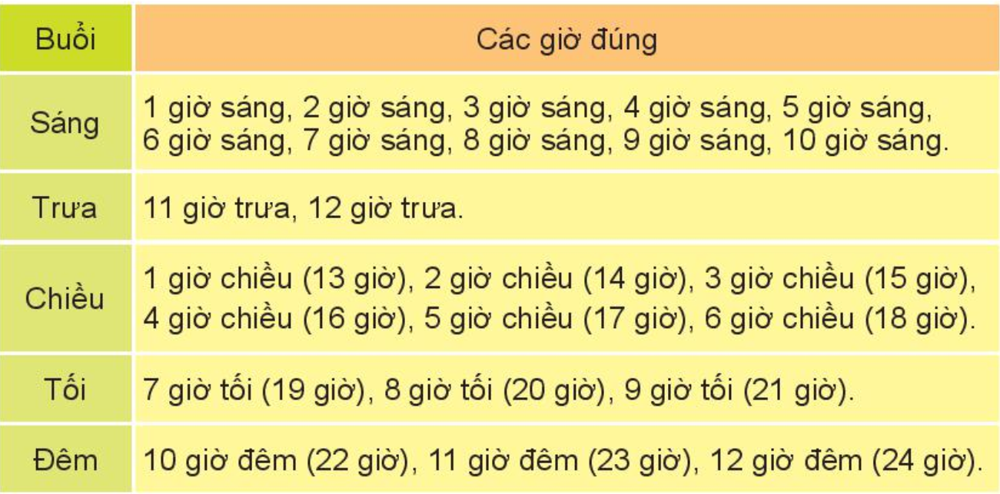 Buổi
Các giờ đúng
Sáng
1 giờ sáng, 2 giờ sáng, 3 giờ sáng, 4 giờ sáng, 5 giờ sáng,
6 giờ sáng, 7 giờ sáng, 8 giờ sáng, 9 giờ sáng, 10 giờ sáng.
Trưa
11 giờ trưa, 12 giờ trưa.
Chiều
1 giờ chiều (13 giờ), 2 giờ chiều (14 giờ), 3 giờ chiều (15 giờ),
4 giờ chiều (16 giờ), 5 giờ chiều (17 giờ), 6 giờ chiều (18 giờ).
Tối
7 giờ tối (19 giờ), 8 giờ tối (20 giờ), 9 giờ tối (21 giờ).
Đêm
10 giờ đêm (22 giờ), 11 giờ đêm (23 giờ), 12 giờ đêm (24 giờ).